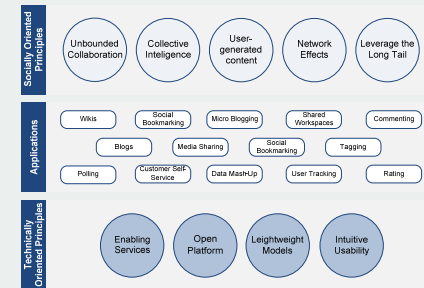 Socially Oriented
Principles
Unbounded
Collaboration
Collective
Inteligence
User-
generated
content
Network
Effects
Leverage the
Long Tail
Applications
Wikis
Social
Bookmarking
Micro Blogging
Shared
Workspaces
Commenting
Blogs
Media Sharing
Social
Bookmarking
Tagging
Polling
Customer Self-
Service
Data Mash-Up
User Tracking
Rating
Technically
Oriented Principles
Enabling
Services
Open
Platform
Leightweight
Models
Intuitive
Usability